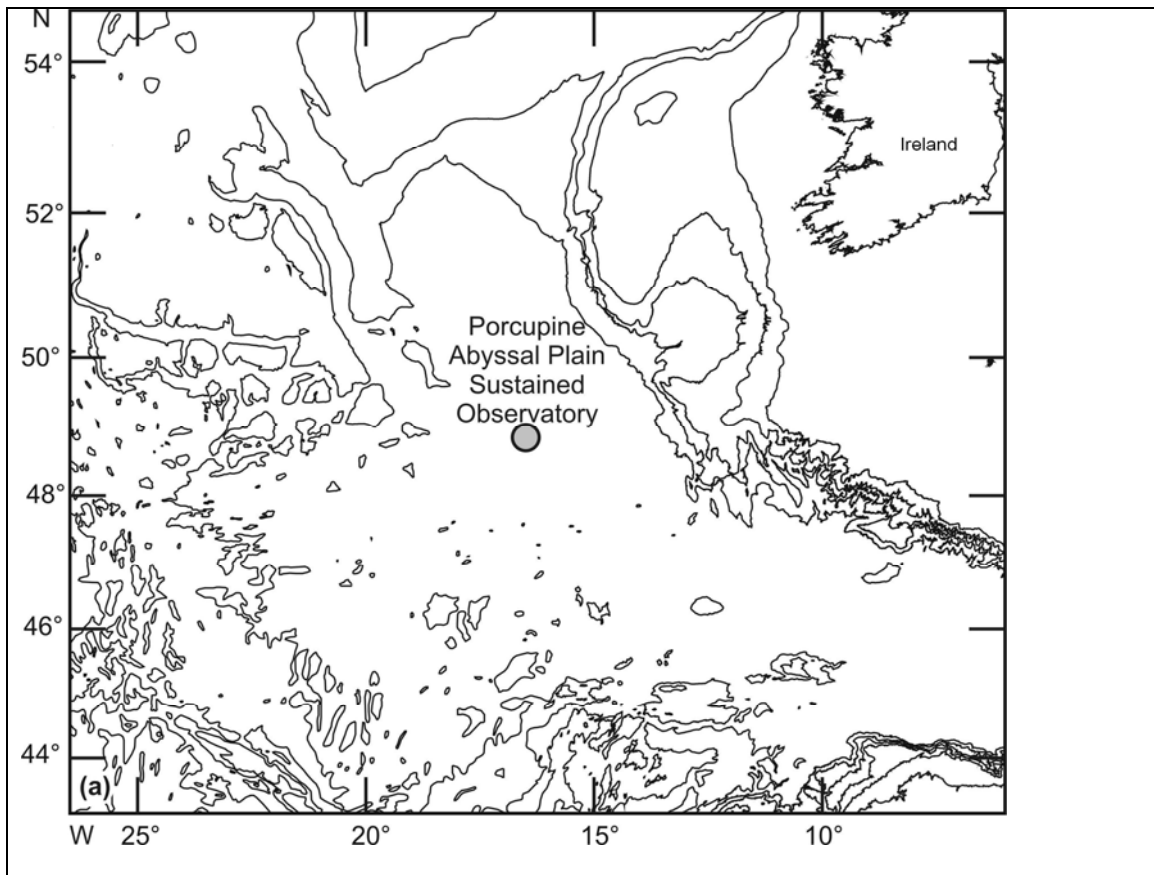 N
54°
Ireland
52°
Porcupine
Abyssal Plain
Sustained
Observatory
50°
48°
46°
44°
(a)
W 25° 20° 15° 10°